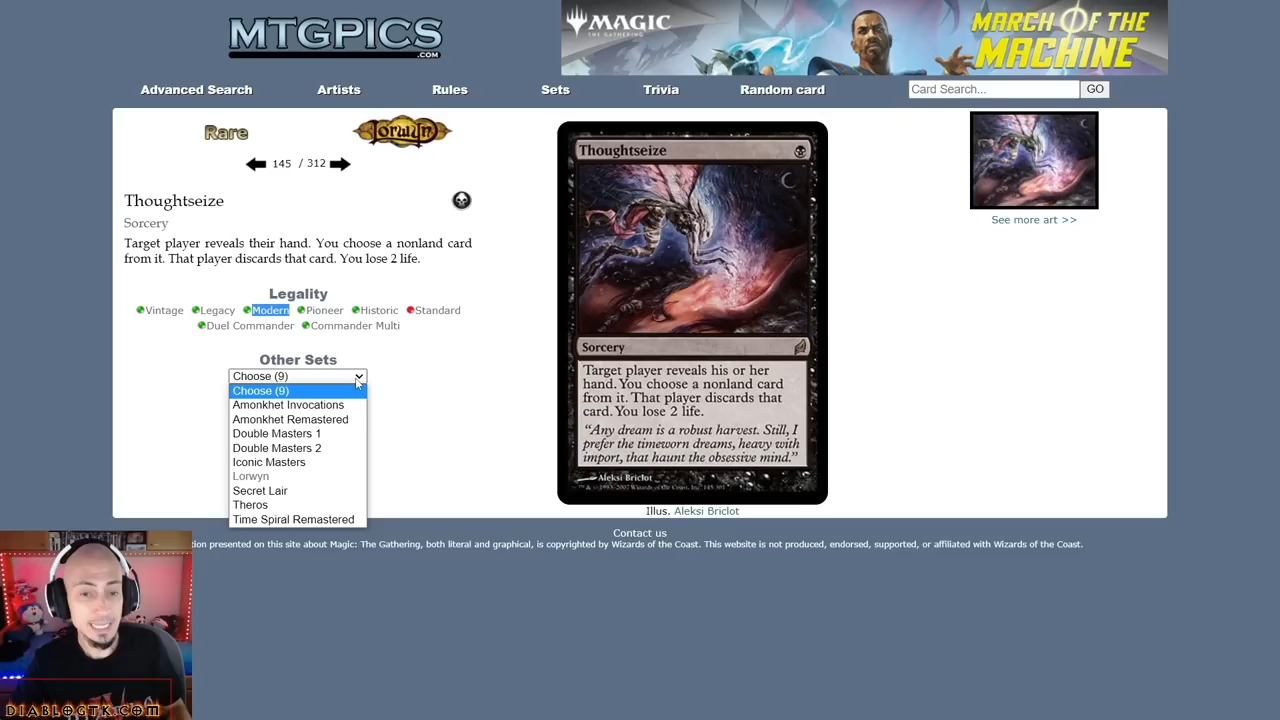 MTGPICS
.COM
MAGIC
THE GATHERING
MARCH OF THE
MACHINE
Advanced Search
Artists
Rules
Sets
Trivia
Random card
Card Search...
GO
Rare
Lorwyn
145 / 312
Thoughtseize
Sorcery
Target player reveals their hand. You choose a nonland card
from it. That player discards that card. You lose 2 life.
Legality
Vintage Legacy Modern Pioneer Historic Standard
Duel Commander Commander Multi
Other Sets
Choose (9)
Choose (9)
Amonkhet Invocations
Amonkhet Remastered
Double Masters 1
Double Masters 2
Iconic Masters
Lorwyn
Secret Lair
Theros
Time Spiral Remastered
Thoughtseize
Sorcery
Target player reveals his or her
hand. You choose a nonland card
from it. That player discards that
card. You lose 2 life.
"Any dream is a robust harvest. Still, I
prefer the timeworn dreams, heavy with
import, that haunt the obsessive mind."
Aleksi Briclot
Illus. Aleksi Briclot
See more art >>
Contact us
presented on this site about Magic: The Gathering, both literal and graphical, is copyrighted by Wizards of the Coast. This website is not produced, endorsed, supported, or affiliated with Wizards of the Coast.
DIABLOGTK.COM